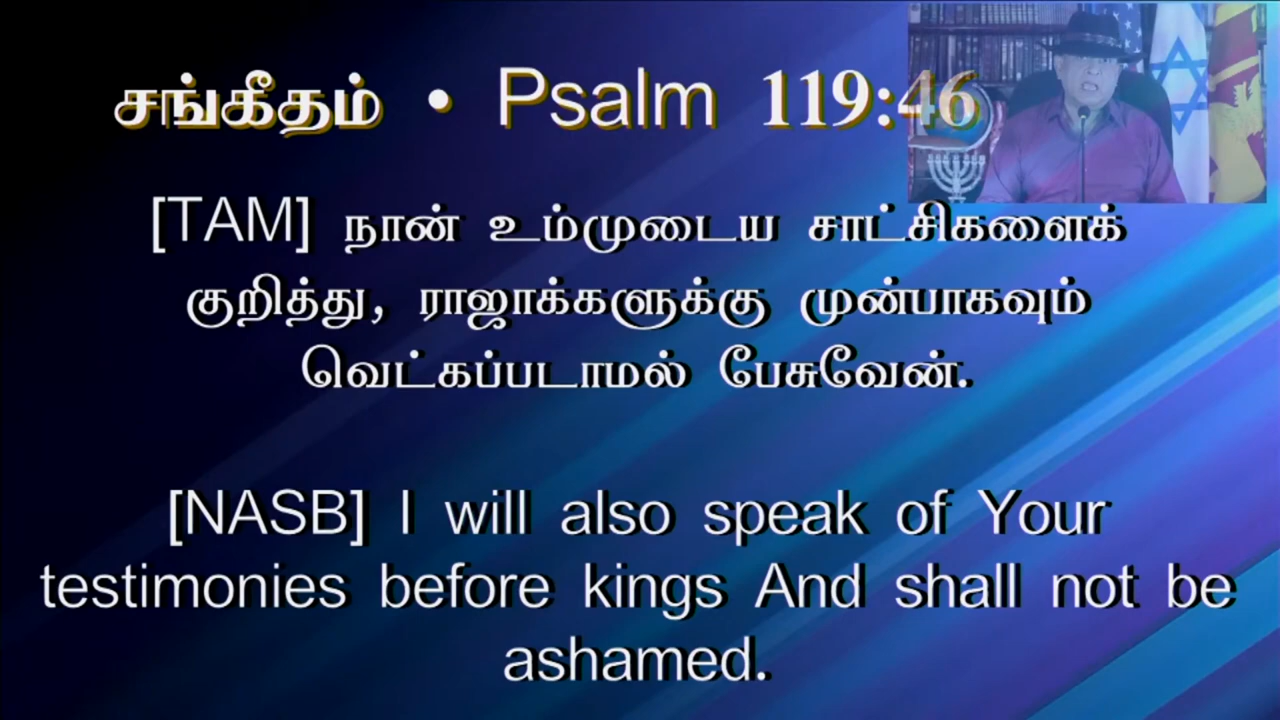 சங்கீதம் • Psalm 119:46
[TAM] நான் உம்முடைய சாட்சிகளைக்
குறித்து, ராஜாக்களுக்கு முன்பாகவும்
வெட்கப்படாமல் பேசுவேன்.
[NASB] I will also speak of Your
testimonies before kings And shall not be
ashamed.